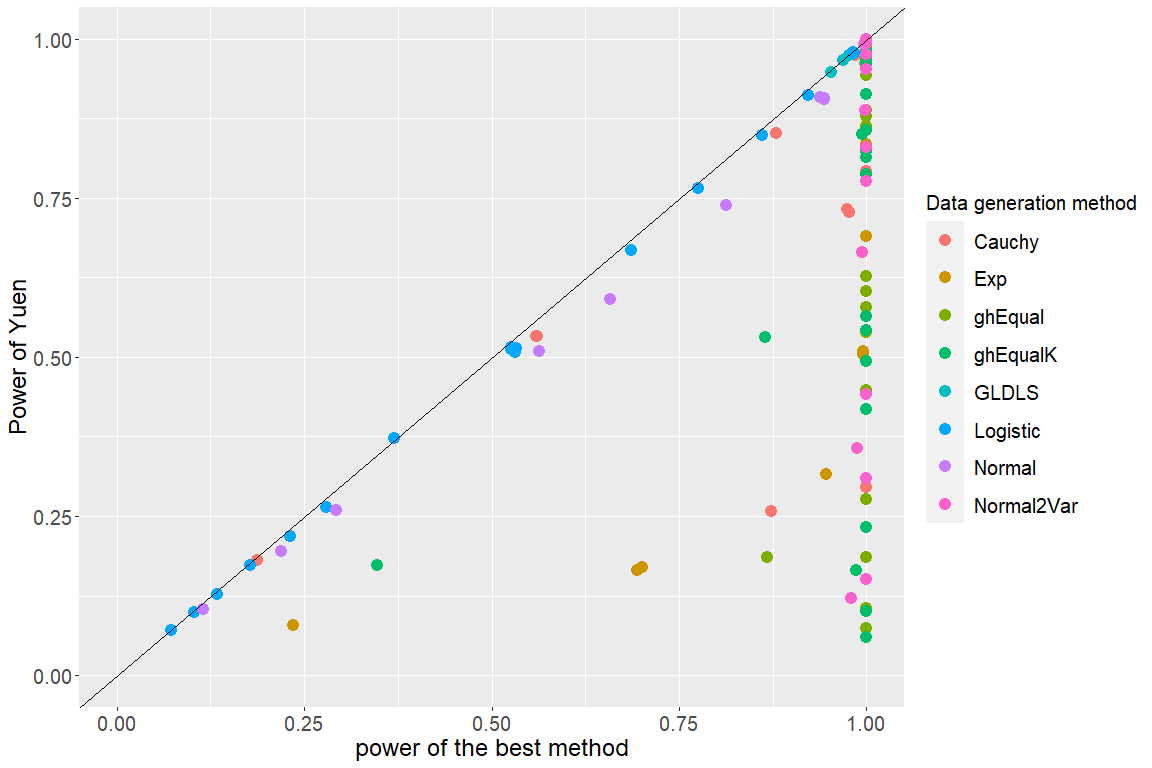 1.00
0.75
0.50
0.25
0.00
Power of Yuen
0.00 0.25 0.50 0.75 1.00
power of the best method
Data generation method
Cauchy
Exp
ghEqual
ghEqualK
GLDLS
Logistic
Normal
Normal2Var